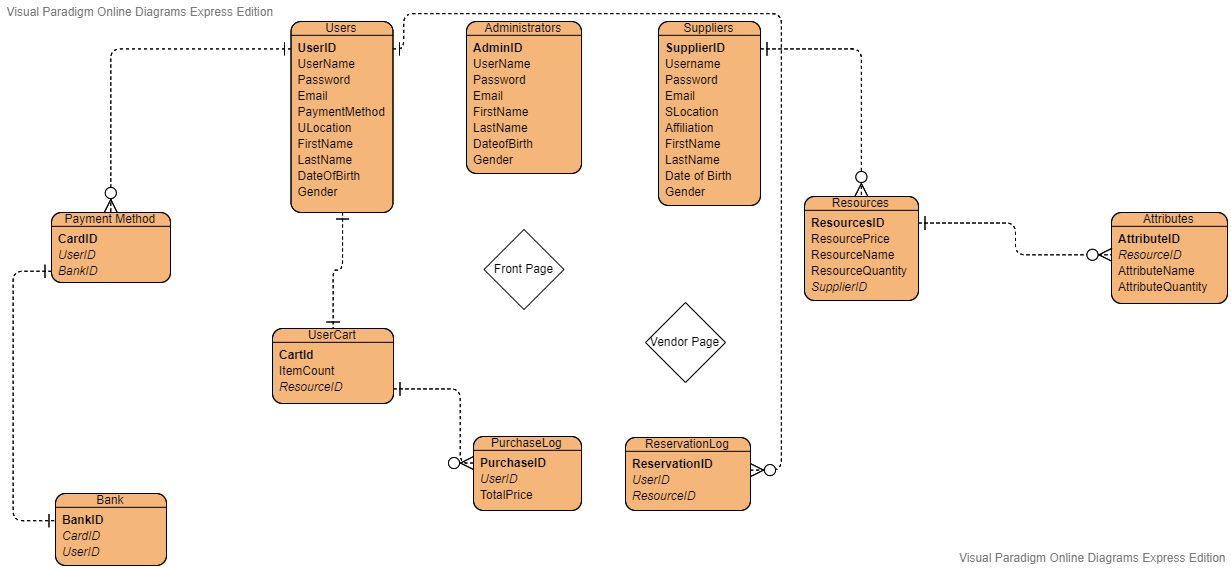 Visual Paradigm Online Diagrams Express Edition
Users
UserID
UserName
Password
Email
PaymentMethod
ULocation
FirstName
LastName
DateOfBirth
Gender
Administrators
AdminID
UserName
Password
Email
FirstName
LastName
DateofBirth
Gender
Suppliers
SupplierID
Username
Password
Email
SLocation
Affiliation
FirstName
LastName
Date of Birth
Gender
Payment Method
CardID
UserID
BankID
Front Page
Vendor Page
Resources
ResourcesID
ResourcePrice
ResourceName
ResourceQuantity
SupplierID
Attributes
AttributeID
ResourceID
AttributeName
AttributeQuantity
UserCart
CartId
ItemCount
ResourceID
PurchaseLog
PurchaseID
UserID
TotalPrice
ReservationLog
ReservationID
UserID
ResourceID
Bank
BankID
CardID
UserID
Visual Paradigm Online Diagrams Express Edition